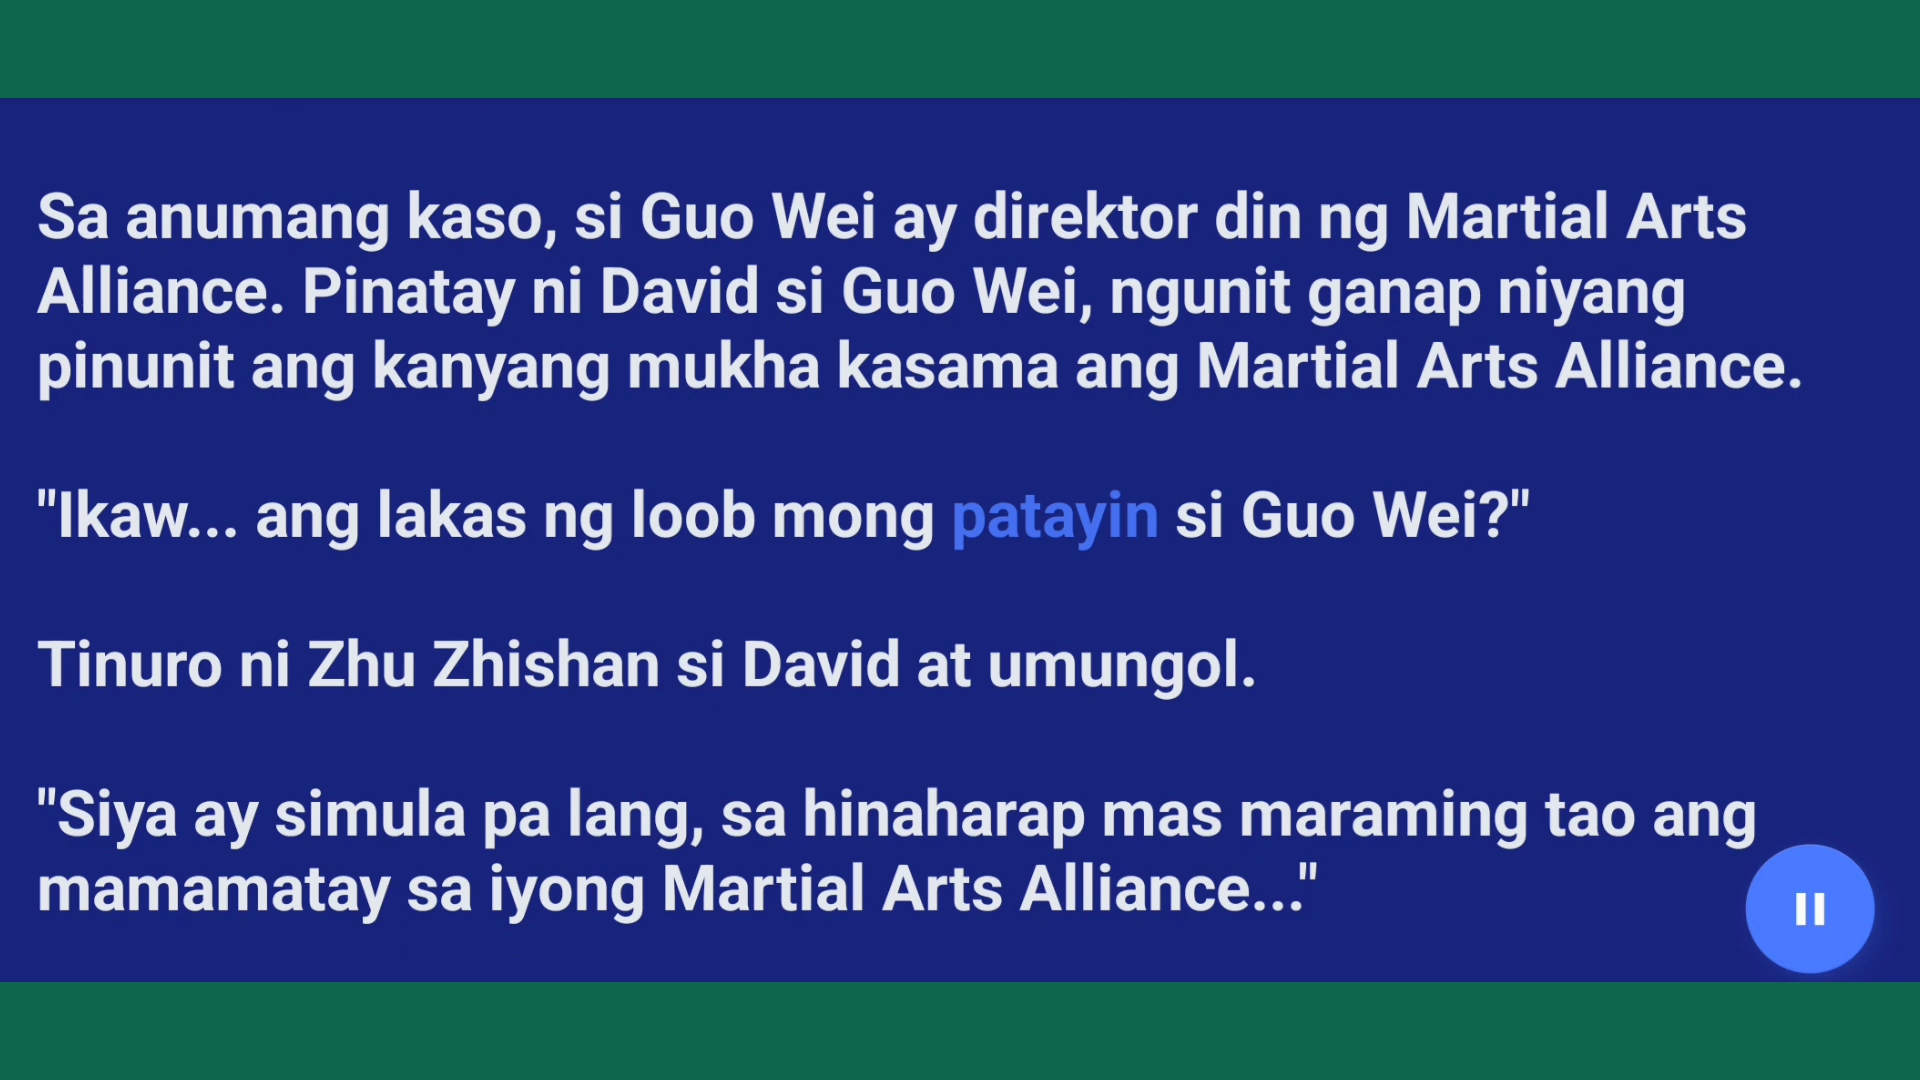 Sa anumang kaso, si Guo Wei ay direktor din ng Martial Arts
Alliance. Pinatay ni David si Guo Wei, ngunit ganap niyang
pinunit ang kanyang mukha kasama ang Martial Arts Alliance.
"Ikaw... ang lakas ng loob mong patayin si Guo Wei?"
Tinuro ni Zhu Zhishan si David at umungol.
"Siya ay simula pa lang, sa hinaharap mas maraming tao ang
mamamatay sa iyong Martial Arts Alliance..."